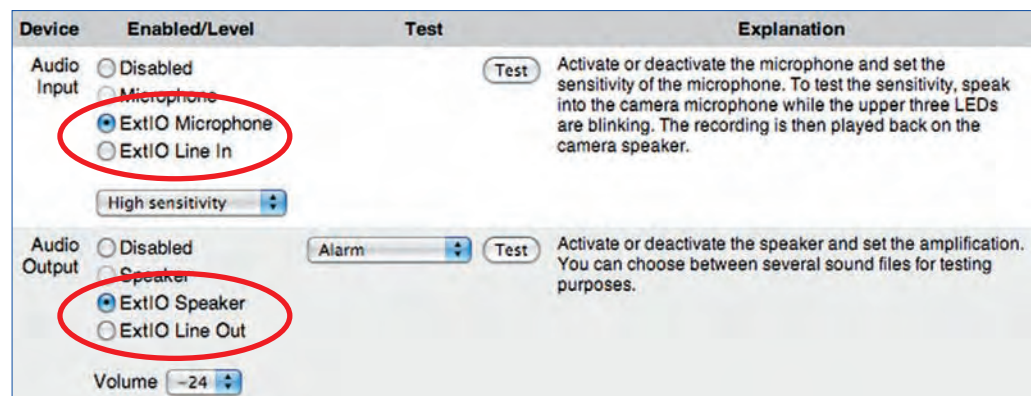 Device Enabled/Level Test Explanation
Audio Input
Disabled
Microphone
ExtIO Microphone
ExtIO Line In
High sensitivity
Test
Activate or deactivate the microphone and set the
sensitivity of the microphone. To test the sensitivity, speak
into the camera microphone while the upper three LEDs
are blinking. The recording is then played back on the
camera speaker.
Audio
Output
Disabled
Speaker
ExtIO Speaker
ExtIO Line Out
Volume -24
Alarm
Test
Activate or deactivate the speaker and set the amplification.
You can choose between several sound files for testing
purposes.